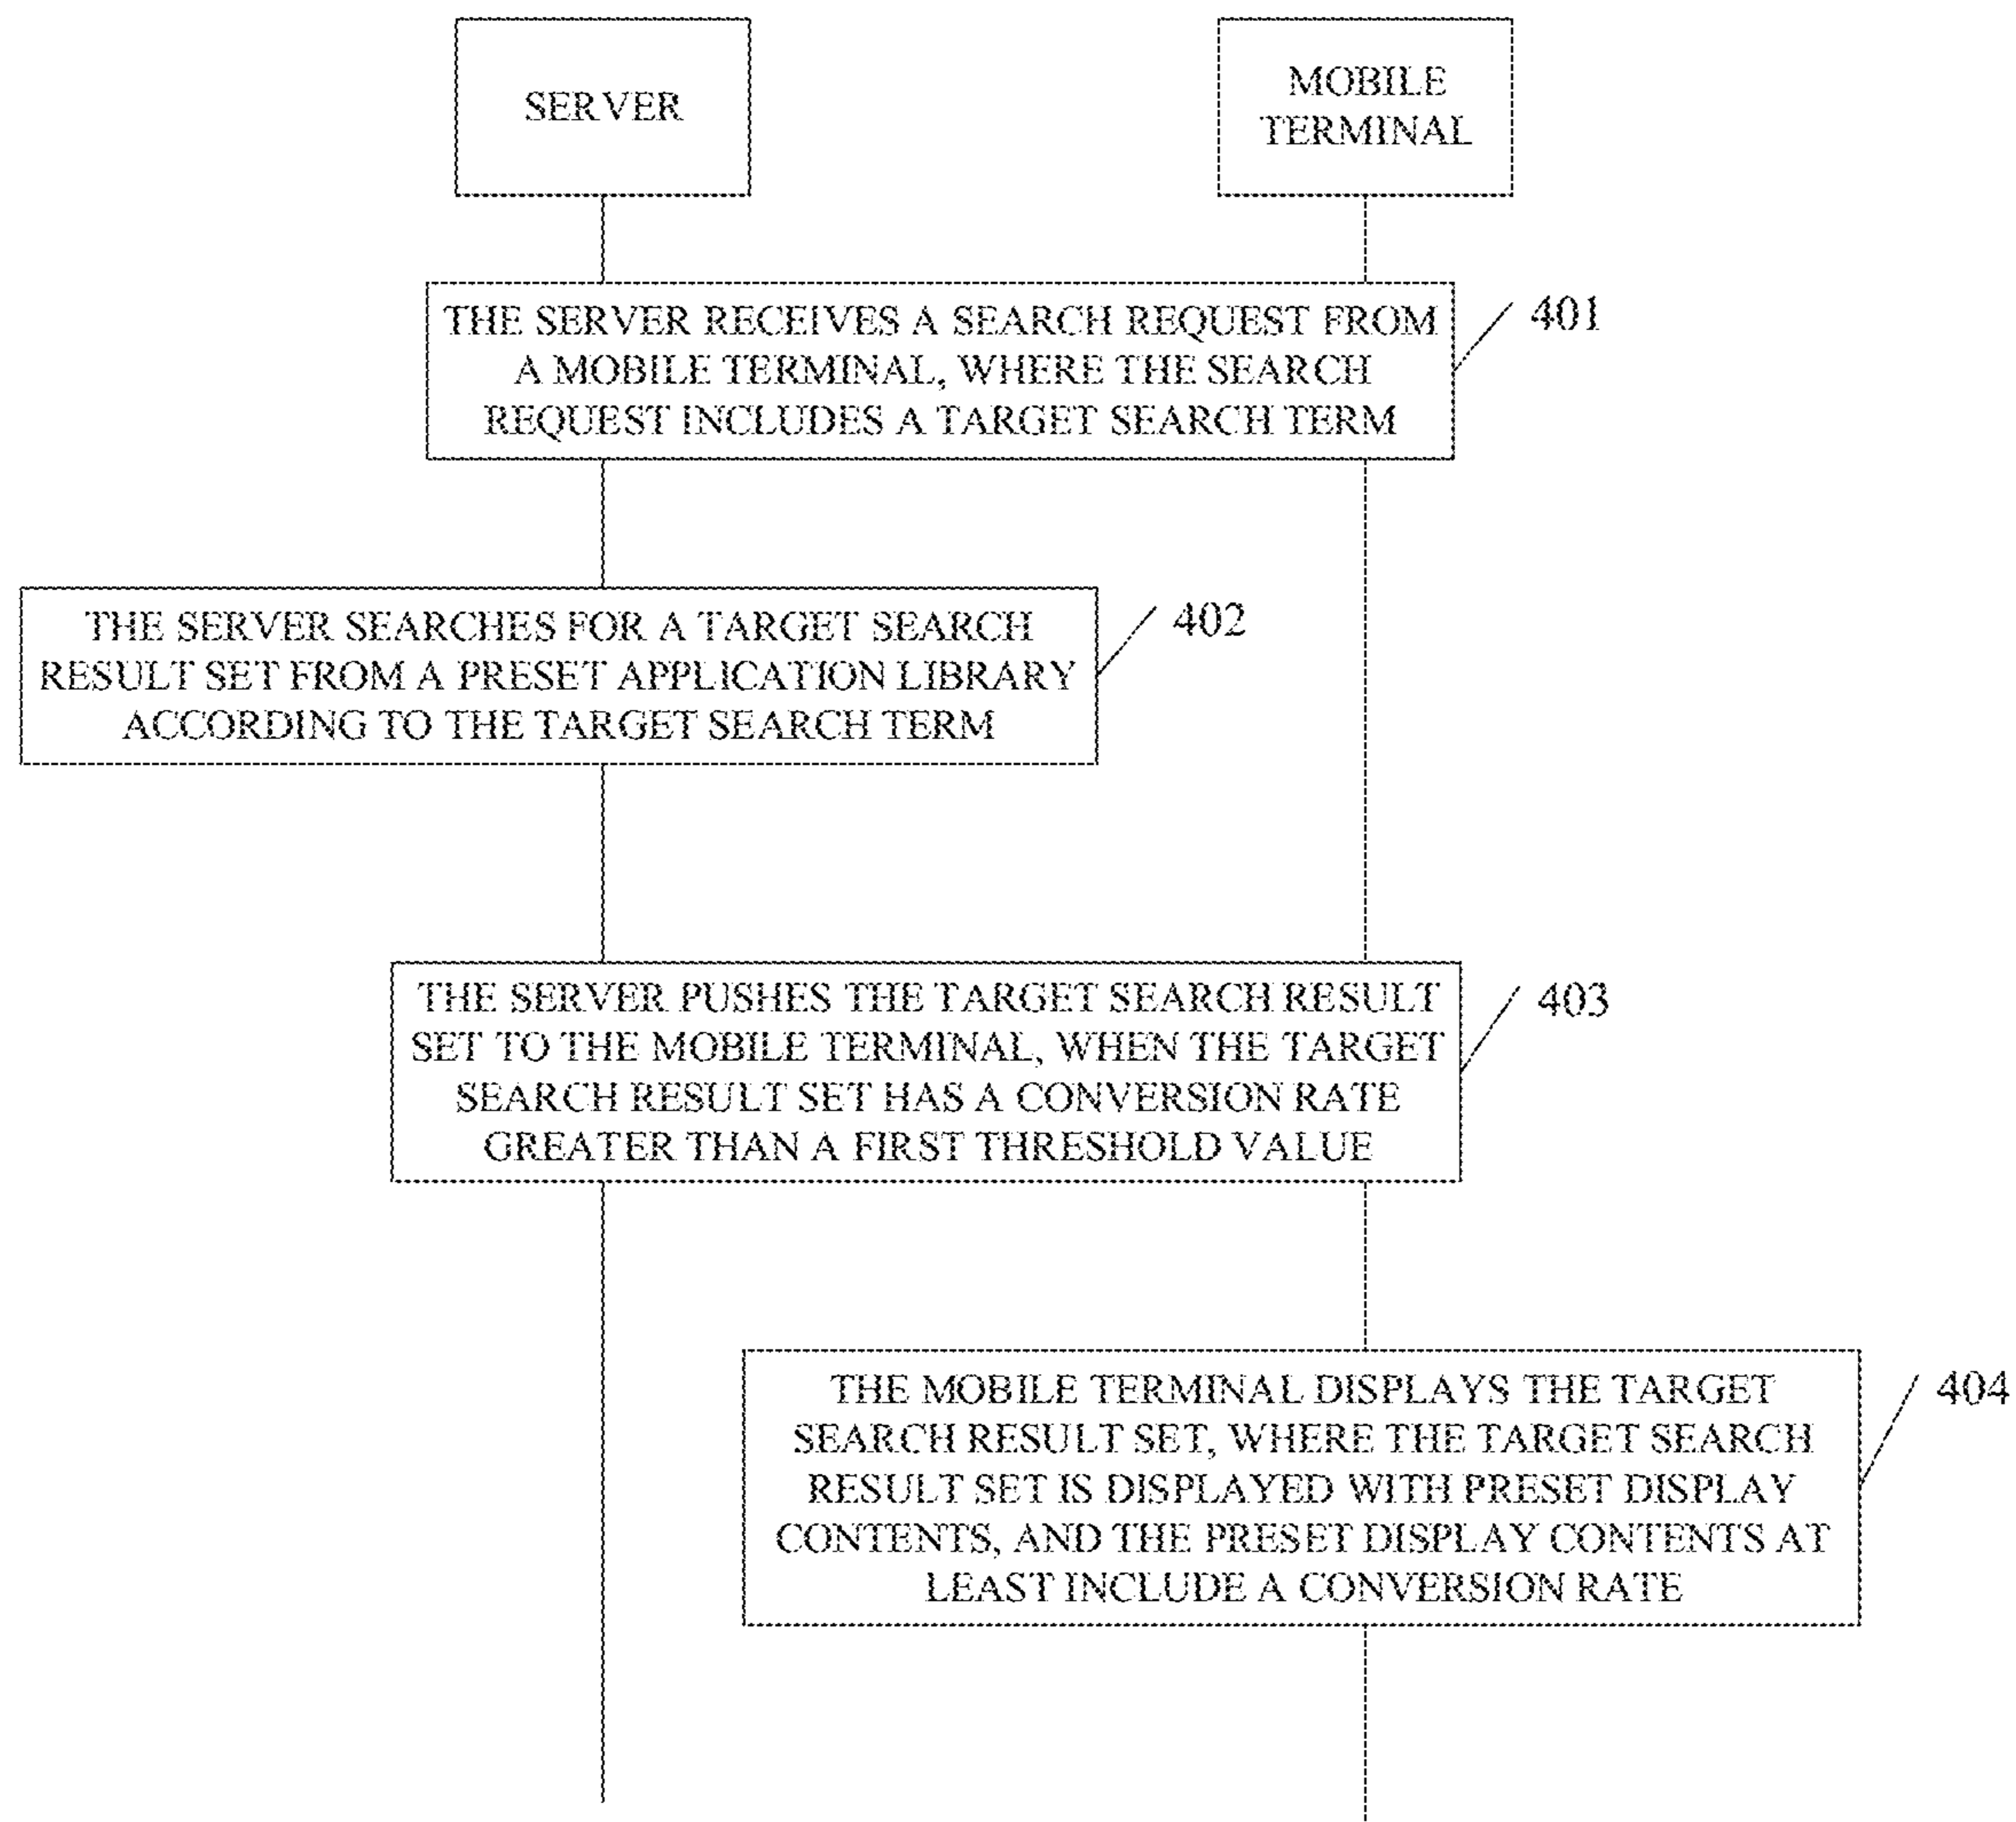 SERVER
MOBILE
TERMINAL
THE SERVER RECEIVES A SEARCH REQUEST FROM
A MOBILE TERMINAL, WHERE THE SEARCH
REQUEST INCLUDES A TARGET SEARCH TERM
401
THE SERVER SEARCHES FOR A TARGET SEARCH
RESULT SET FROM A PRESET APPLICATION LIBRARY
ACCORDING TO THE TARGET SEARCH TERM
402
THE SERVER PUSHES THE TARGET SEARCH RESULT
SET TO THE MOBILE TERMINAL, WHEN THE TARGET
SEARCH RESULT SET HAS A CONVERSION RATE
GREATER THAN A FIRST THRESHOLD VALUE
403
THE MOBILE TERMINAL DISPLAYS THE TARGET
SEARCH RESULT SET, WHERE THE TARGET SEARCH
RESULT SET IS DISPLAYED WITH PRESET DISPLAY
CONTENTS, AND THE PRESET DISPLAY CONTENTS AT
LEAST INCLUDE A CONVERSION RATE
404